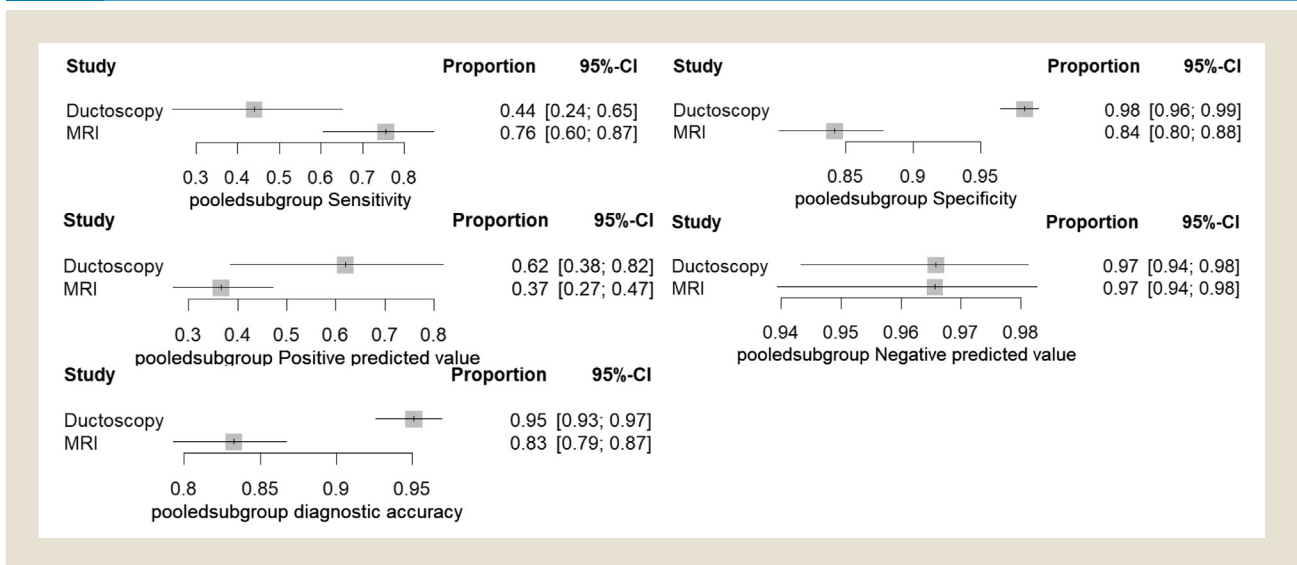 Study Proportion 95%-CI
Ductoscopy 0.44 [0.24; 0.65]
MRI 0.76 [0.60; 0.87]
0.3 0.4 0.5 0.6 0.7 0.8
pooledsubgroup Sensitivity
Study Proportion 95%-CI
Ductoscopy 0.98 [0.96; 0.99]
MRI 0.84 [0.80; 0.88]
0.85 0.9 0.95
pooledsubgroup Specificity
Study Proportion 95%-CI
Ductoscopy 0.62 [0.38; 0.82]
MRI 0.37 [0.27; 0.47]
0.3 0.4 0.5 0.6 0.7 0.8
pooledsubgroup Positive predicted value
Study Proportion 95%-CI
Ductoscopy 0.97 [0.94; 0.98]
MRI 0.97 [0.94; 0.98]
0.94 0.95 0.96 0.97 0.98
pooledsubgroup Negative predicted value
Study Proportion 95%-CI
Ductoscopy 0.95 [0.93; 0.97]
MRI 0.83 [0.79; 0.87]
0.8 0.85 0.9 0.95
pooledsubgroup diagnostic accuracy